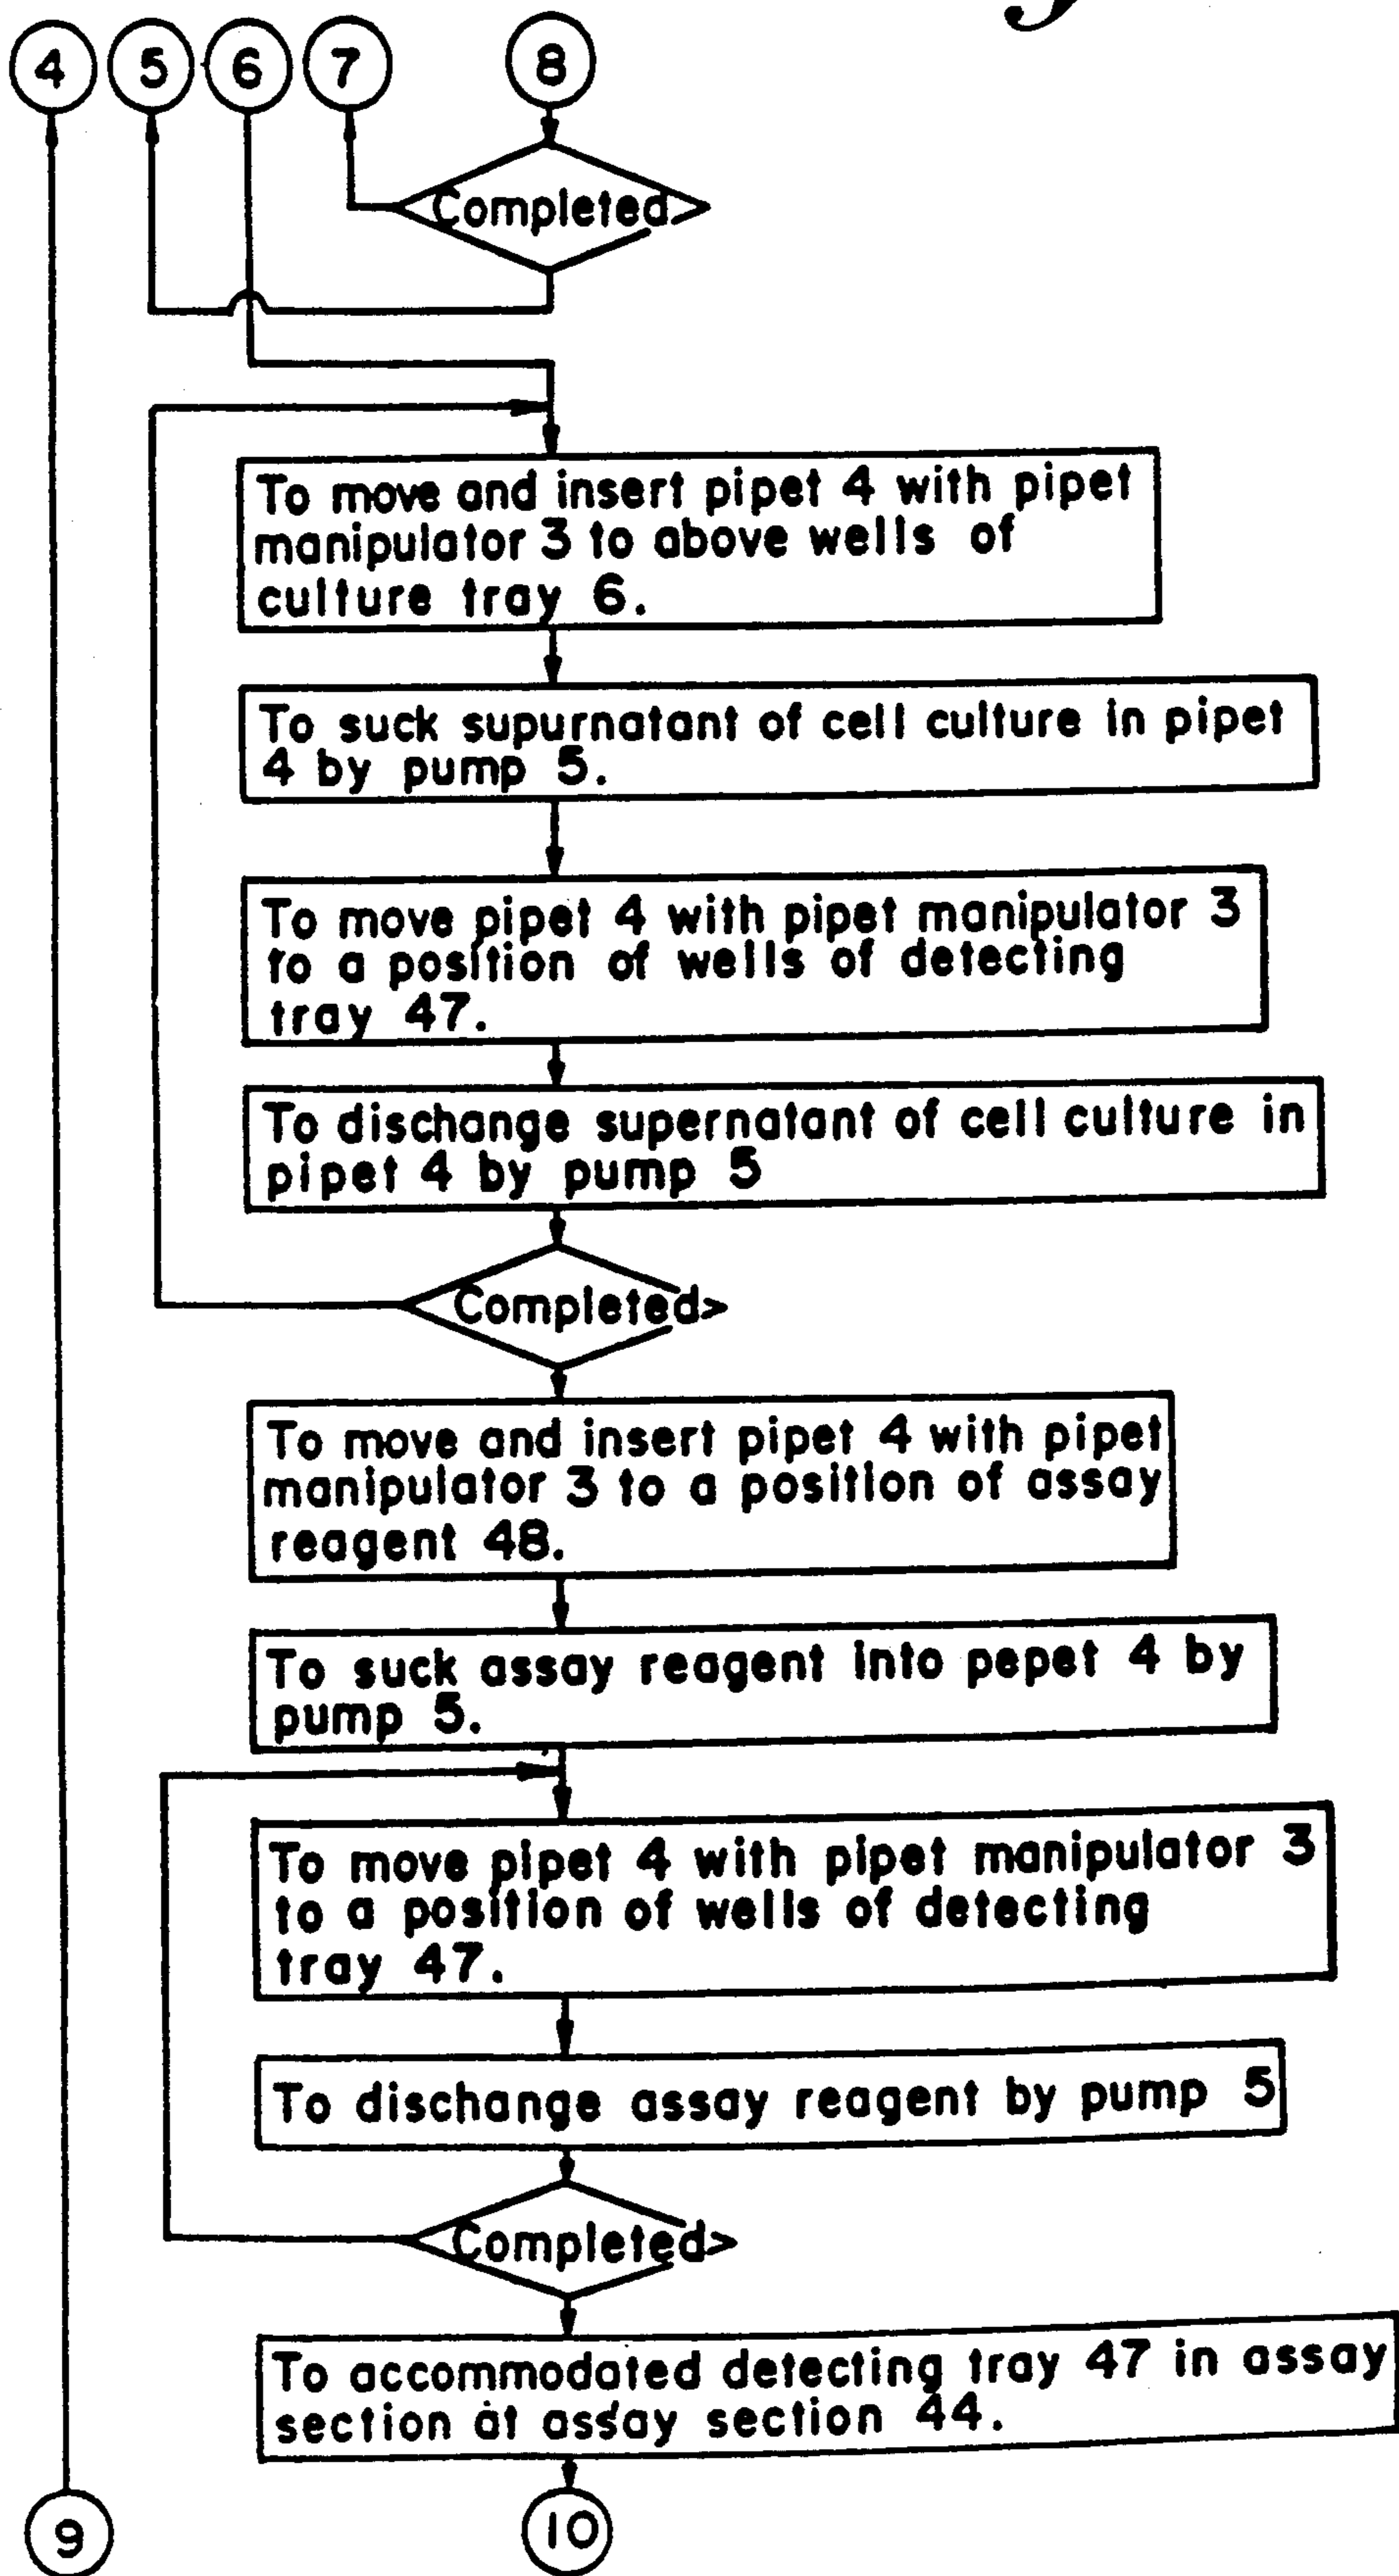 4 5 6 7 8
Completed>
To move and insert pipet 4 with pipet
manipulator 3 to above wells of
culture tray 6.
To suck supurnatant of cell culture in pipet
4 by pump 5.
To move pipet 4 with pipet manipulator 3
to a position of wells of detecting
tray 47.
To dischange supernatant of cell culture in
pipet 4 by pump 5
Completed>
To move and insert pipet 4 with pipet
manipulator 3 to a position of assay
reagent 48.
To suck assay reagent into pepet 4 by
pump 5.
To move pipet 4 with pipet manipulator 3
to a position of wells of detecting
tray 47.
To dischange assay reagent by pump 5
Completed>
To accommodated detecting tray 47 in assay
section at assay section 44.
9 10